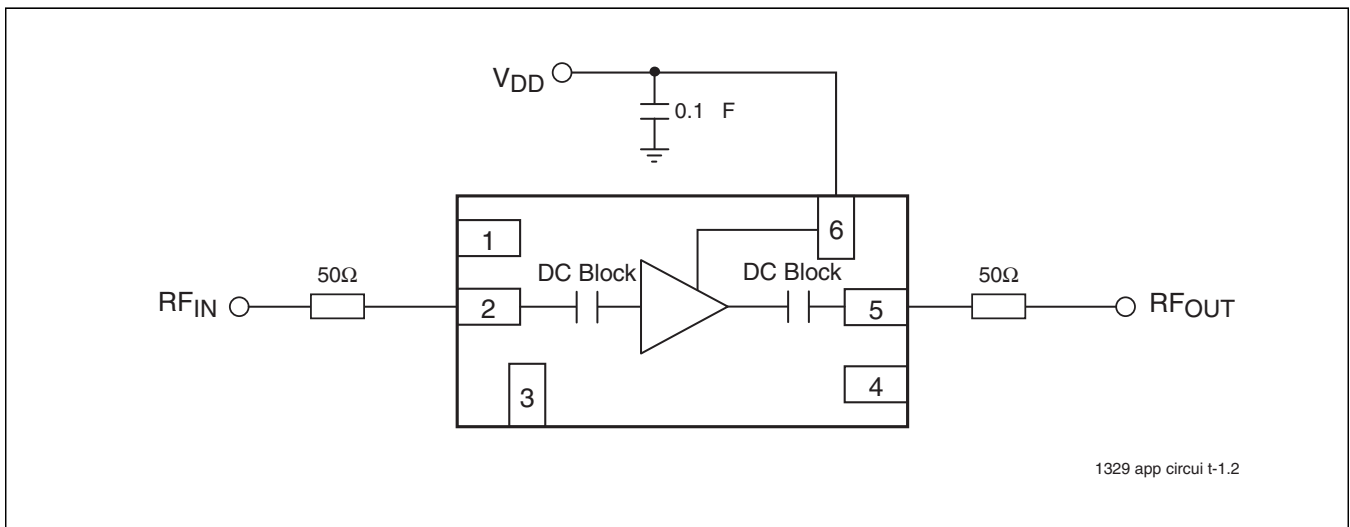 VDD
0.1 F
6
1
50Ω
DC Block
DC Block
50Ω
RFIN
2
5
RFOUT
3
4
1329 app circui t-1.2